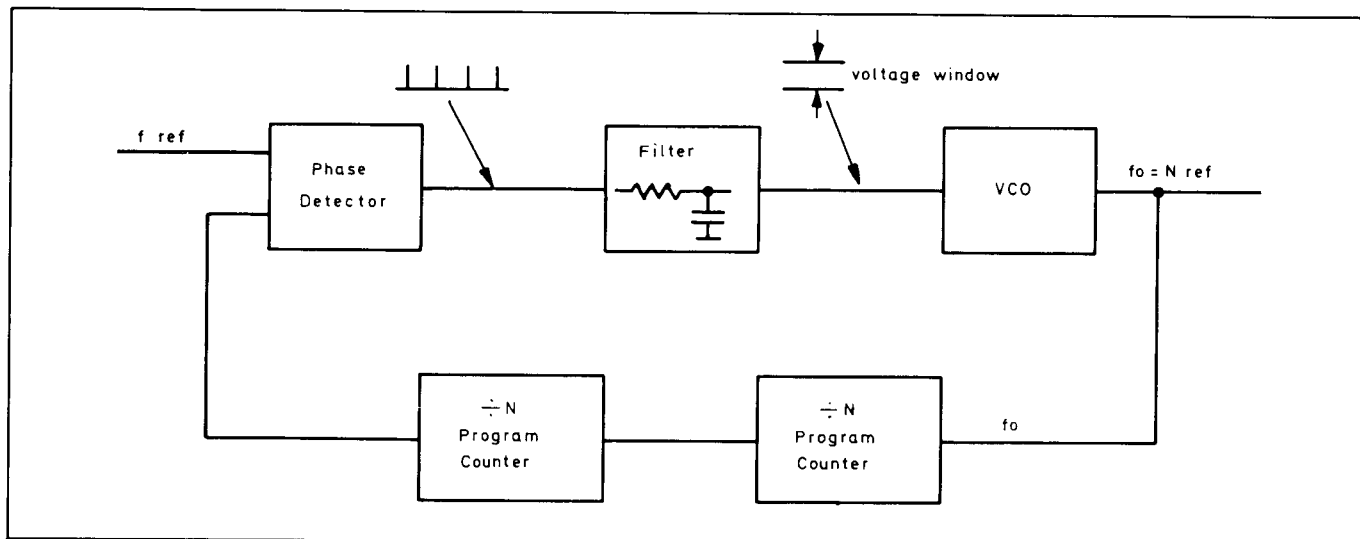 voltage window
f ref
Phase
Detector
Filter
VCO
fo = N ref
÷ N
Program
Counter
÷ N
Program
Counter
fo